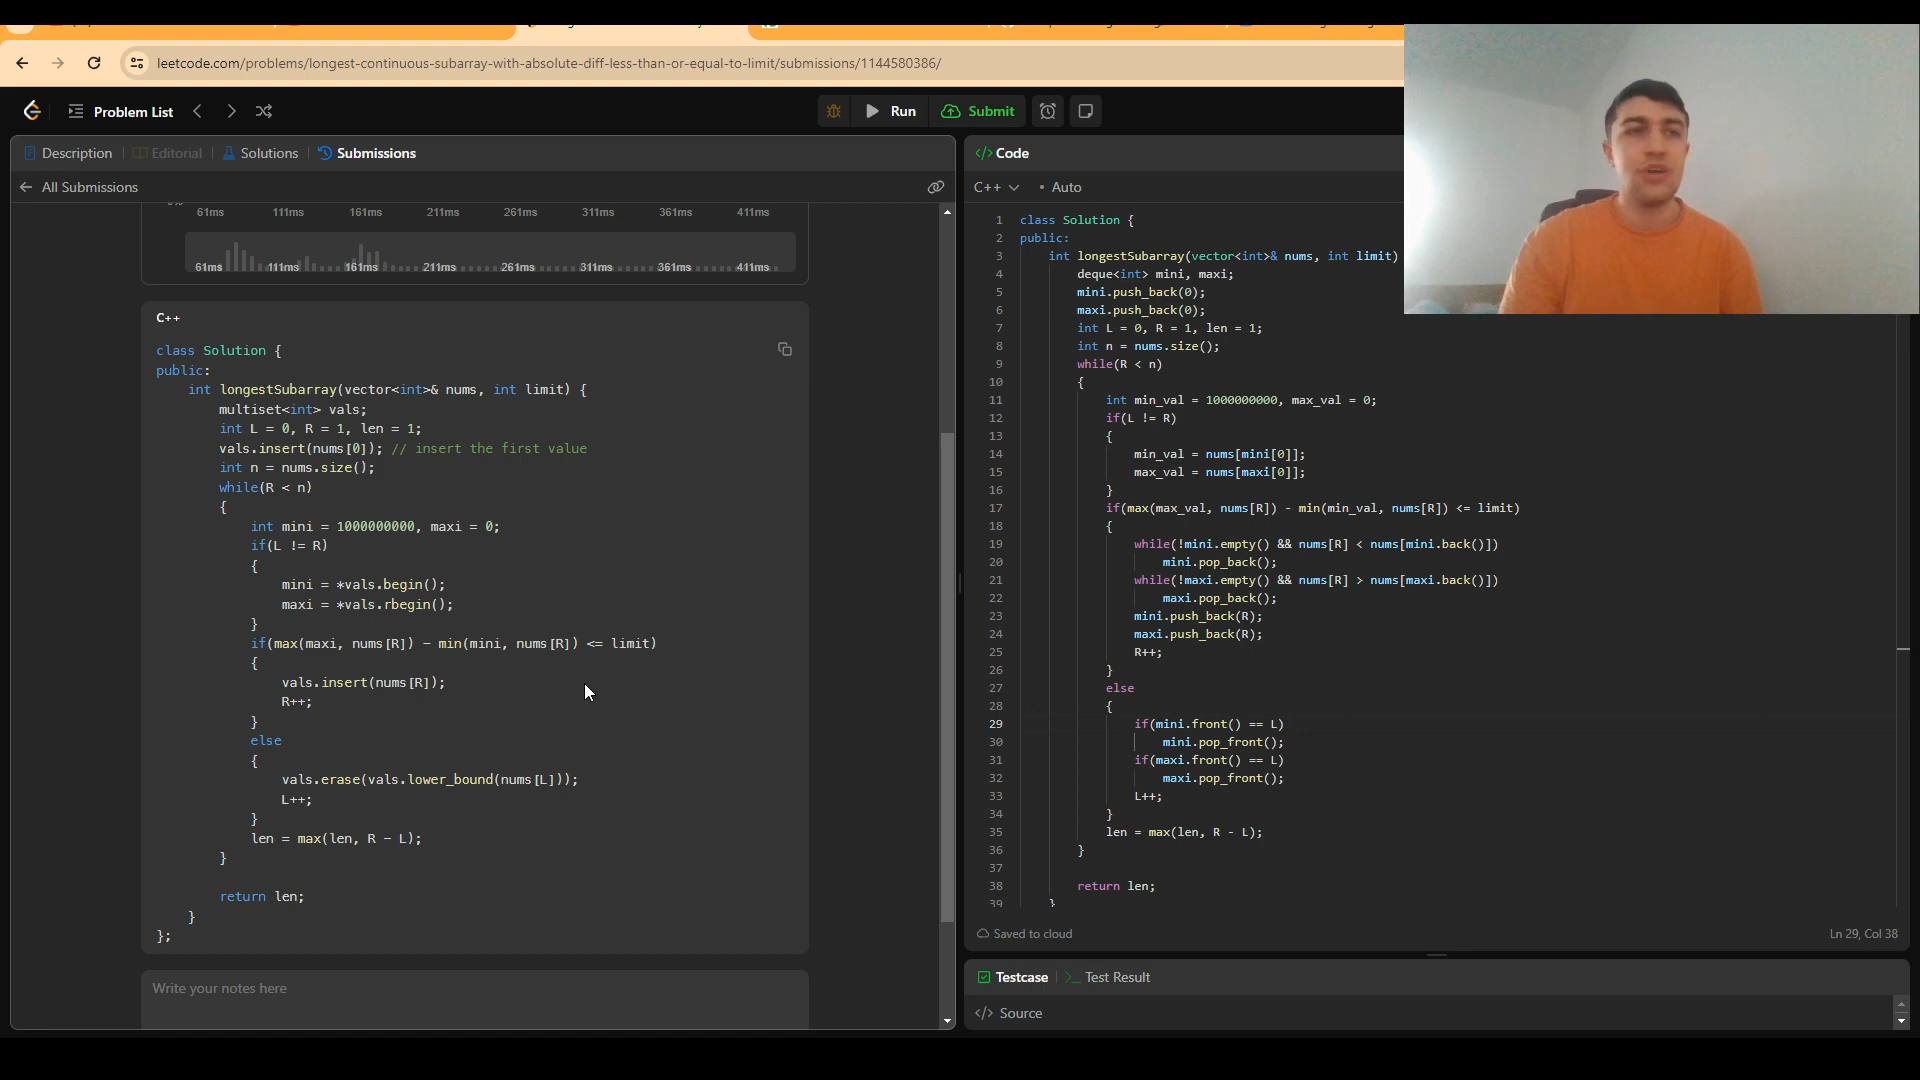 leetcode.com/problems/longest-continuous-subarray-with-absolute-diff-less-than-or-equal-to-limit/submissions/1144580386/
Problem List
Run
Submit
Description
Editorial
Solutions
Submissions
All Submissions
61ms 111ms 161ms 211ms 261ms 311ms 361ms 411ms
61ms 111ms 161ms 211ms 261ms 311ms 361ms 411ms
C++
class Solution {
public:
int longestSubarray(vector<int>& nums, int limit) {
multiset<int> vals;
int L = 0, R = 1, len = 1;
vals.insert(nums[0]); // insert the first value
int n = nums.size();
while(R < n)
{
int mini = 1000000000, maxi = 0;
if(L != R)
{
mini = *vals.begin();
maxi = *vals.rbegin();
}
if(max(maxi, nums[R]) - min(mini, nums[R]) <= limit)
{
vals.insert(nums[R]);
R++;
}
else
{
vals.erase(vals.lower_bound(nums[L]));
L++;
}
len = max(len, R - L);
}
return len;
}
};
Write your notes here
</> Code
C++ • Auto
1 class Solution {
2 public:
3 int longestSubarray(vector<int>& nums, int limit)
4 deque<int> mini, maxi;
5 mini.push_back(0);
6 maxi.push_back(0);
7 int L = 0, R = 1, len = 1;
8 int n = nums.size();
9 while(R < n)
10 {
11 int min_val = 1000000000, max_val = 0;
12 if(L != R)
13 {
14 min_val = nums[mini[0]];
15 max_val = nums[maxi[0]];
16 }
17 if(max(max_val, nums[R]) - min(min_val, nums[R]) <= limit)
18 {
19 while(!mini.empty() && nums[R] < nums[mini.back()])
20 mini.pop_back();
21 while(!maxi.empty() && nums[R] > nums[maxi.back()])
22 maxi.pop_back();
23 mini.push_back(R);
24 maxi.push_back(R);
25 R++;
26 }
27 else
28 {
29 if(mini.front() == L)
30 mini.pop_front();
31 if(maxi.front() == L)
32 maxi.pop_front();
33 L++;
34 }
35 len = max(len, R - L);
36 }
37
38 return len;
39 }
Saved to cloud
Ln 29, Col 38
Testcase
>_ Test Result
</> Source